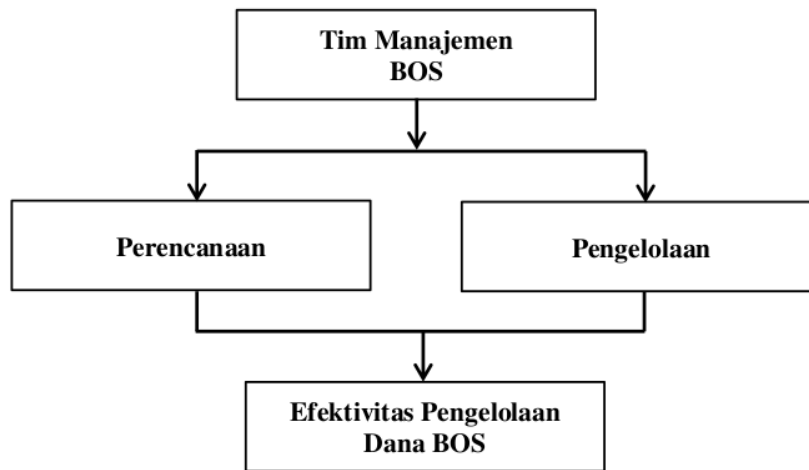 Tim Manajemen
BOS
Perencanaan
Pengelolaan
Efektivitas Pengelolaan
Dana BOS